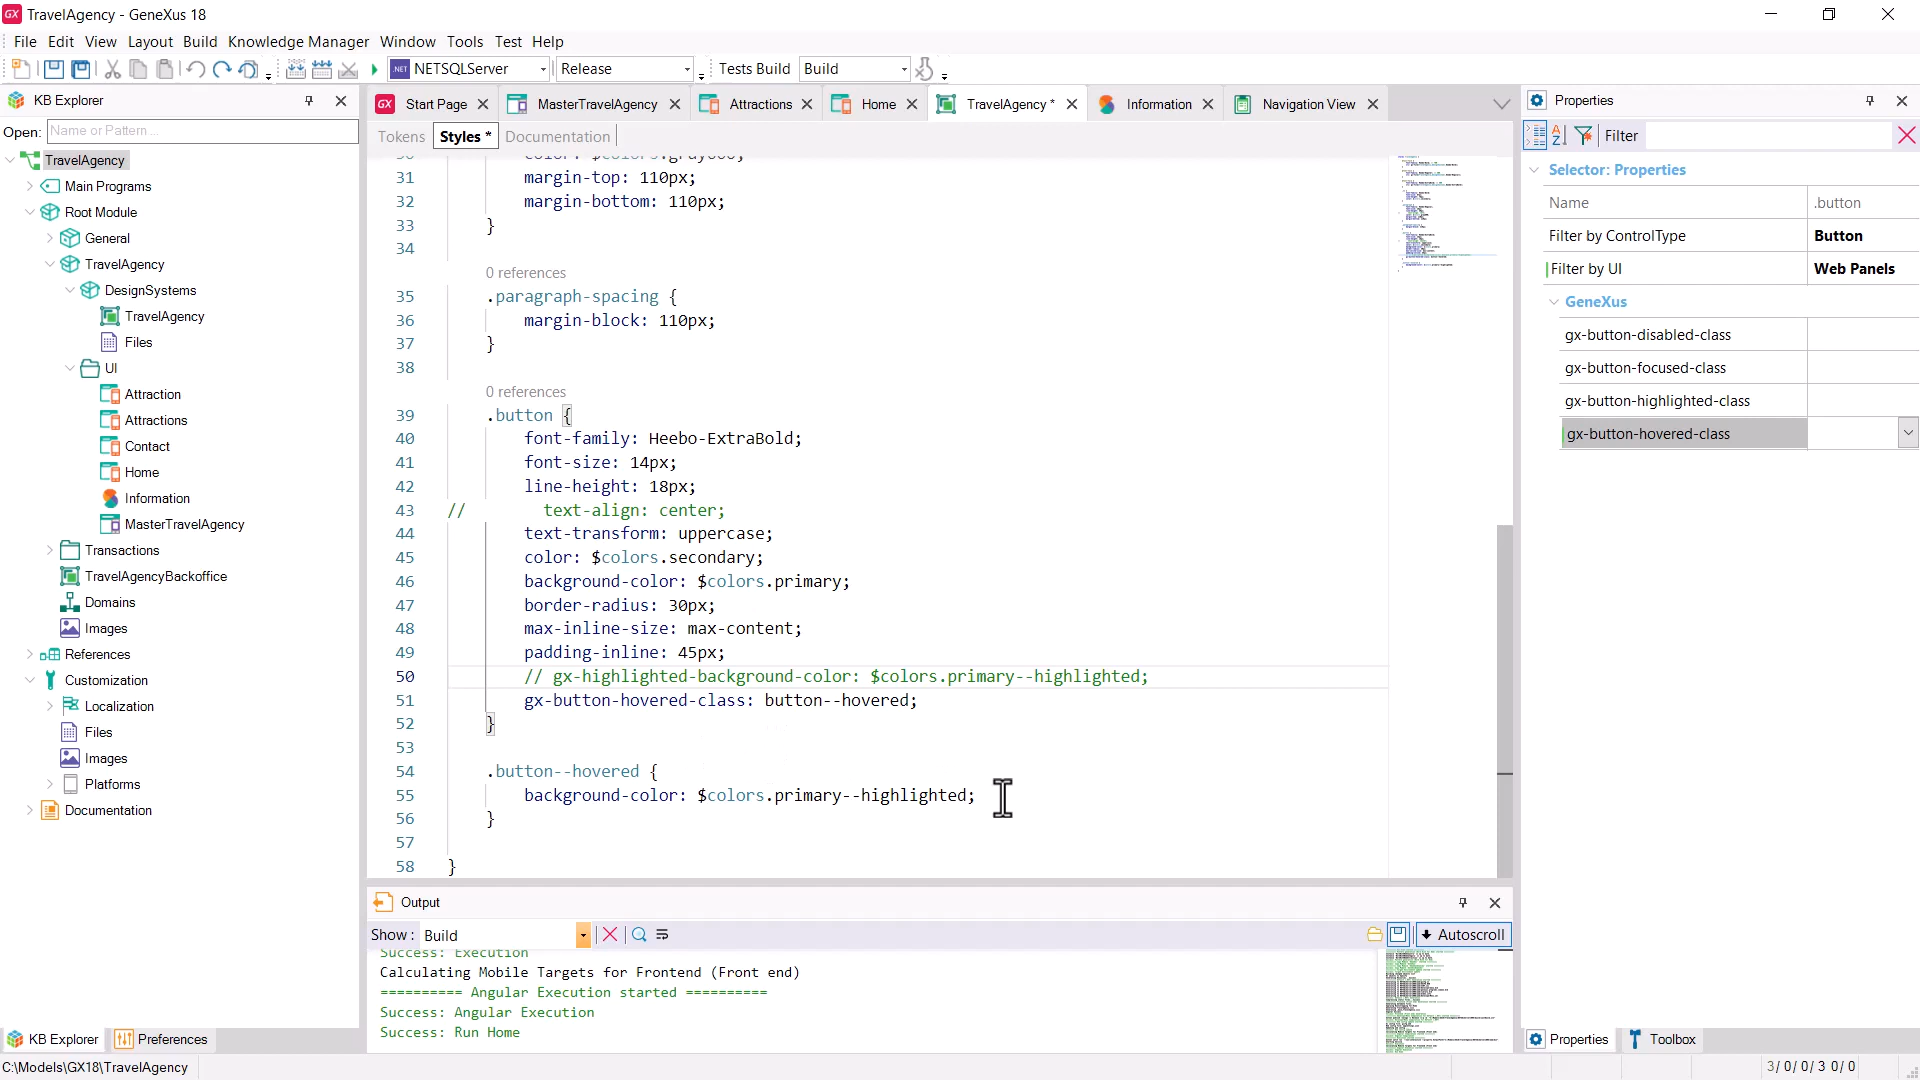 TravelAgency - GeneXus 18
File Edit View Layout Build Knowledge Manager Window Tools Test Help
.NET NETSQLServer Release Tests Build Build
KB Explorer
Open: Name or Pattern ...
TravelAgency
Main Programs
Root Module
General
TravelAgency
DesignSystems
TravelAgency
Files
UI
Attraction
Attractions
Contact
Home
Information
MasterTravelAgency
Transactions
TravelAgencyBackoffice
Domains
Images
References
Customization
Localization
Files
Images
Platforms
Documentation
KB Explorer Preferences
GX Start Page MasterTravelAgency Attractions Home TravelAgency * Information Navigation View
Tokens Styles * Documentation
31 margin-top: 110px;
32 margin-bottom: 110px;
33 }
34
0 references
35 .paragraph-spacing {
36 margin-block: 110px;
37 }
38
0 references
39 .button {
40 font-family: Heebo-ExtraBold;
41 font-size: 14px;
42 line-height: 18px;
43 // text-align: center;
44 text-transform: uppercase;
45 color: $colors.secondary;
46 background-color: $colors.primary;
47 border-radius: 30px;
48 max-inline-size: max-content;
49 padding-inline: 45px;
50 // gx-highlighted-background-color: $colors.primary--highlighted;
51 gx-button-hovered-class: button--hovered;
52 }
53
54 .button--hovered {
55 background-color: $colors.primary--highlighted;
56 }
57
58 }
Output
Show: Build Autoscroll
Success: Execution
Calculating Mobile Targets for Frontend (Front end)
========== Angular Execution started ==========
Success: Angular Execution
Success: Run Home
Properties
Filter
Selector: Properties
Name .button
Filter by ControlType Button
Filter by UI Web Panels
GeneXus
gx-button-disabled-class
gx-button-focused-class
gx-button-highlighted-class
gx-button-hovered-class
Properties Toolbox
C:\Models\GX18\TravelAgency
3/ 0/ 0/ 3 0/ 0